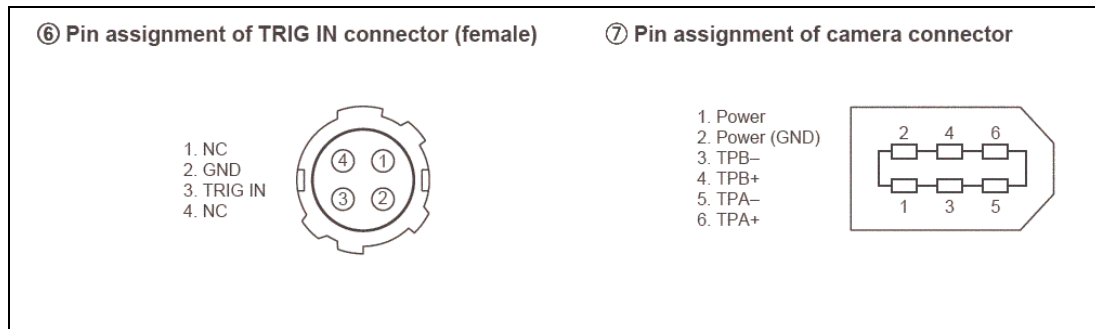 ⑥ Pin assignment of TRIG IN connector (female)
1. NC
2. GND
3. TRIG IN
4. NC
④ ①
③ ②
⑦ Pin assignment of camera connector
1. Power
2. Power (GND)
3. TPB–
4. TPB+
5. TPA–
6. TPA+
2 4 6
1 3 5